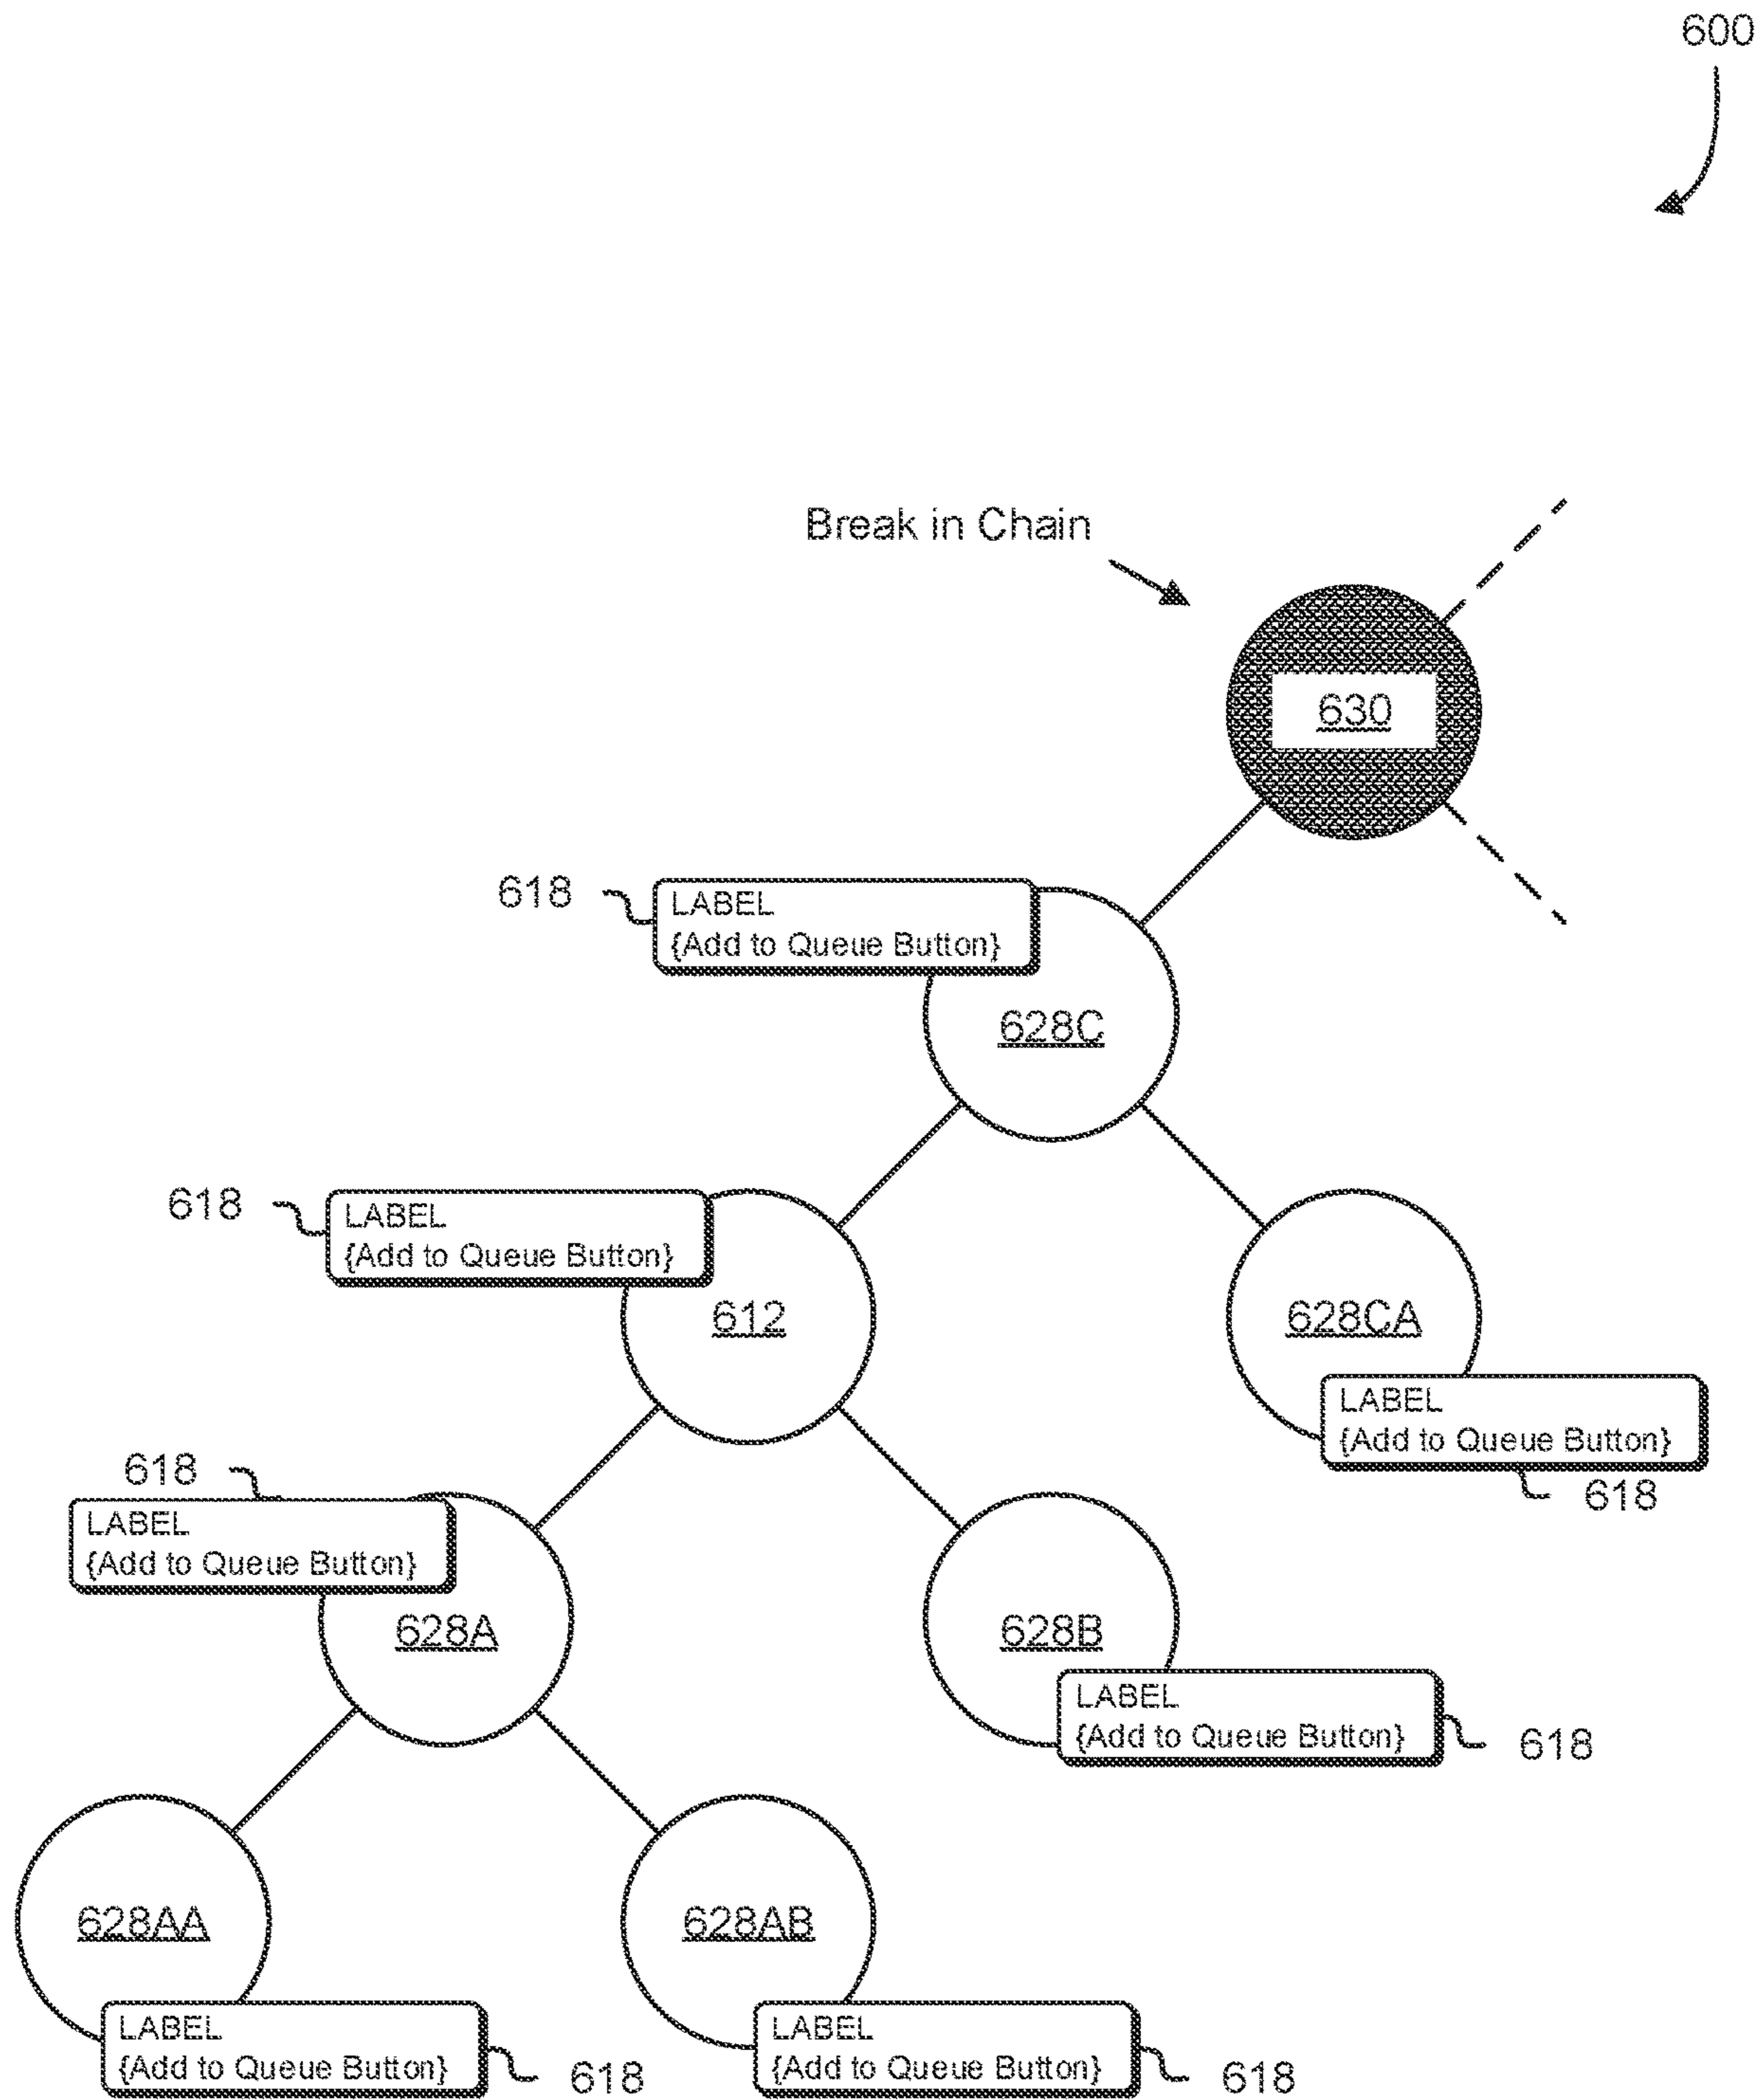 600
Break in Chain
630
618
LABEL
{Add to Queue Button}
628C
618
LABEL
{Add to Queue Button}
612
628CA
LABEL
{Add to Queue Button}
618
618
LABEL
{Add to Queue Button}
628A
628B
LABEL
{Add to Queue Button}
618
628AA
628AB
LABEL
{Add to Queue Button}
618
LABEL
{Add to Queue Button}
618